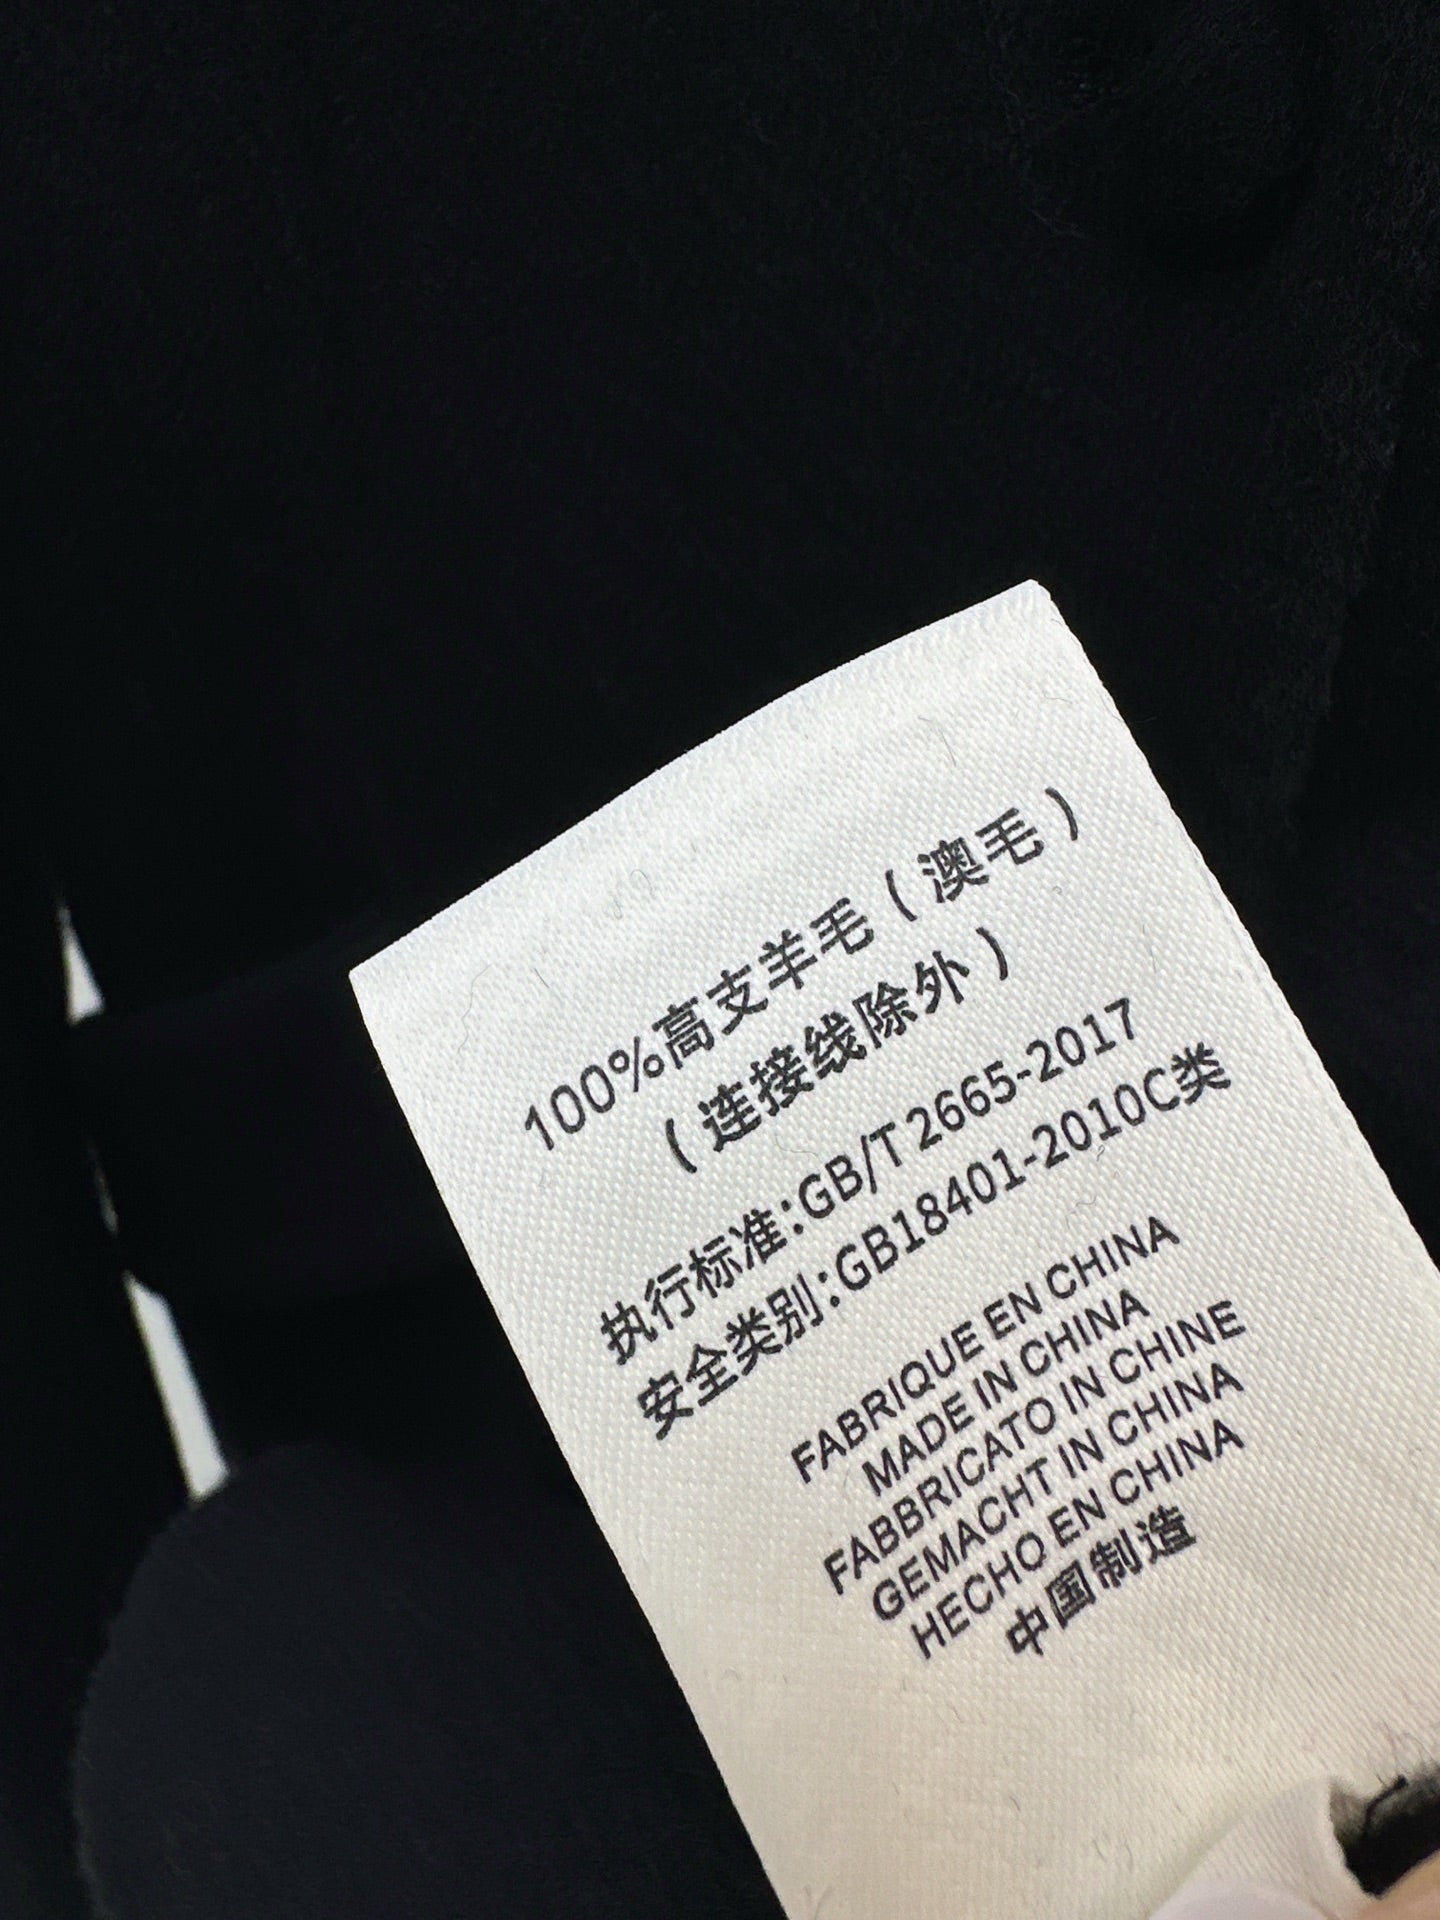 100%高支羊毛（澳毛）
（连接线除外）
执行标准:GB/T 2665-2017
安全类别:GB18401-2010C类
FABRIQUE EN CHINA
MADE IN CHINA
FABBRICATO IN CHINE
GEMACHT IN CHINA
HECHO EN CHINA
中国制造